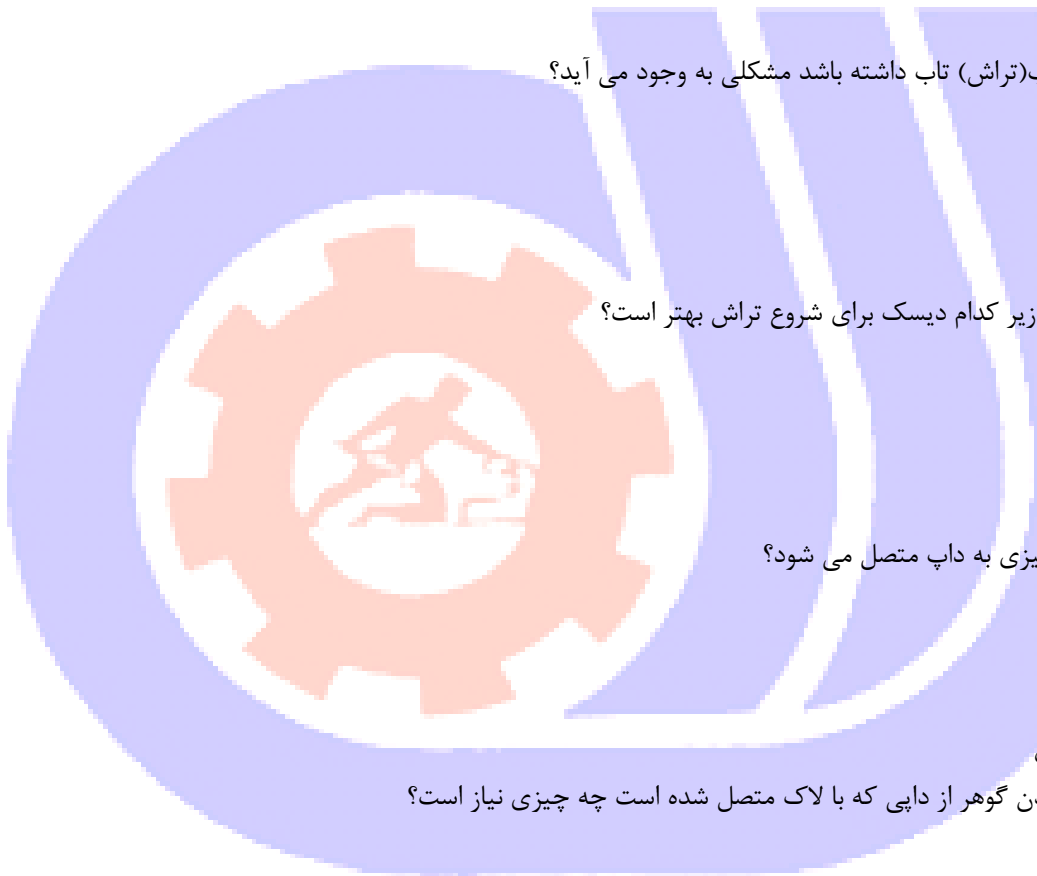 (تراش) تاب داشته باشد مشکلی به وجود می آید؟
زیر کدام دیسک برای شروع تراش بهتر است؟
به داپ متصل می شود؟
گوهر از داپی که با لاک متصل شده است چه چیزی نیاز است؟